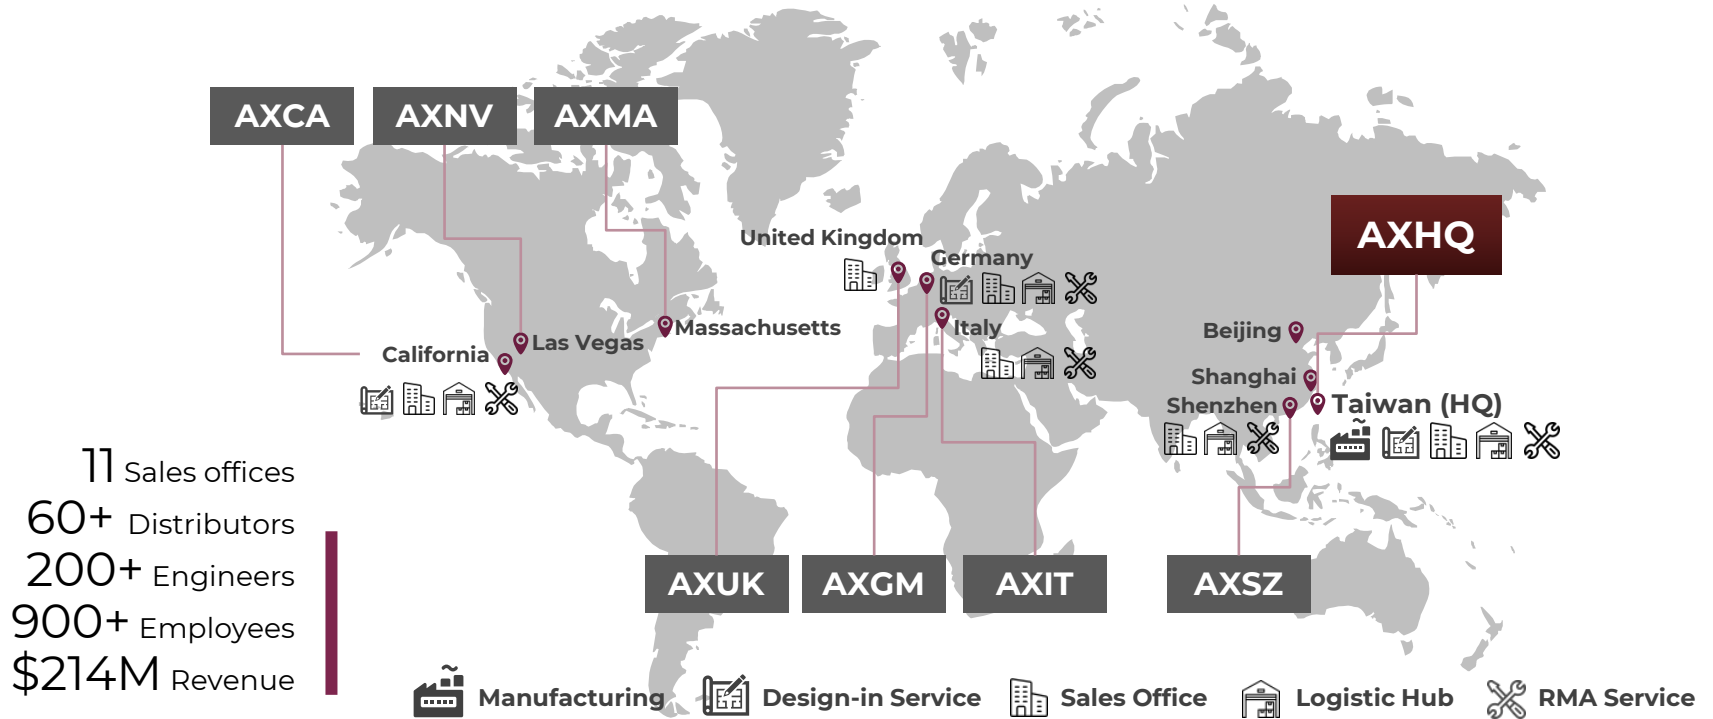 AXCA
AXNV
AXMA
AXHQ
United Kingdom
Germany
Italy
Massachusetts
Las Vegas
California
Beijing
Shanghai
Shenzhen
Taiwan (HQ)
11 Sales offices
60+ Distributors
200+ Engineers
900+ Employees
$214M Revenue
AXUK
AXGM
AXIT
AXSZ
Manufacturing
Design-in Service
Sales Office
Logistic Hub
RMA Service